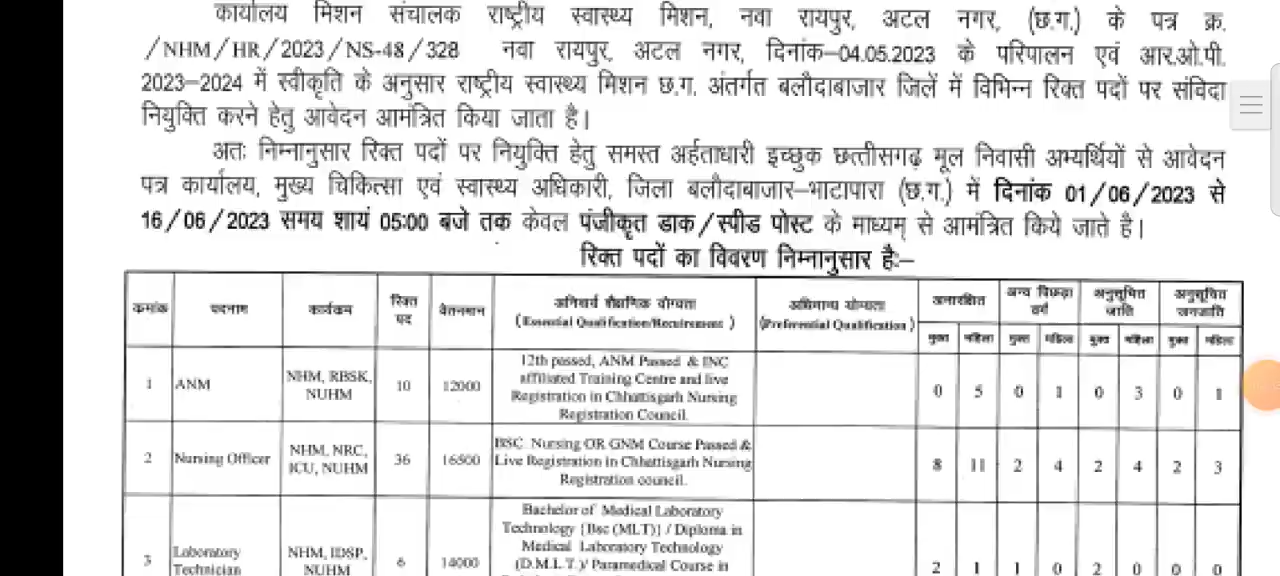 कार्यालय मिशन संचालक राष्ट्रीय स्वास्थ्य मिशन, नवा रायपुर, अटल नगर, (छ.ग.) के पत्र क्र.
/NHM/HR/2023/NS-48/328 नवा रायपुर, अटल नगर, दिनांक–04.05.2023 के परिपालन एवं आर.ओ.पी.
2023–2024 में स्वीकृति के अनुसार राष्ट्रीय स्वास्थ्य मिशन छ.ग. अंतर्गत बलौदाबाजार जिलें में विभिन्न रिक्त पदों पर संविदा
नियुक्ति करने हेतु आवेदन आमंत्रित किया जाता है।
अतः निम्नानुसार रिक्त पदों पर नियुक्ति हेतु समस्त अर्हताधारी इच्छुक छत्तीसगढ़ मूल निवासी अभ्यर्थियों से आवेदन
पत्र कार्यालय, मुख्य चिकित्सा एवं स्वास्थ्य अधिकारी, जिला बलौदाबाजार–भाटापारा (छ.ग.) में दिनांक 01/06/2023 से
16/06/2023 समय शायं 05:00 बजे तक केवल पंजीकृत डाक/स्पीड पोस्ट के माध्यम् से आमंत्रित किये जाते है।
रिक्त पदों का विवरण निम्नानुसार है:–
क्रमांक पदनाम कार्यक्रम रिक्त पद वेतनमान अनिवार्य शैक्षणिक योग्यता (Essential Qualification/Requirement) अधिमान्य योग्यता (Preferential Qualification) अनारक्षित अन्य पिछड़ा वर्ग अनुसूचित जाति अनुसूचित जनजाति
मुक्त महिला मुक्त महिला मुक्त महिला मुक्त महिला
1 ANM NHM, RBSK, NUHM 10 12000 12th passed, ANM Passed & INC affiliated Training Centre and live Registration in Chhattisgarh Nursing Registration Council. 0 5 0 1 0 3 0 1
2 Nursing Officer NHM, NRC, ICU, NUHM 36 16500 BSC Nursing OR GNM Course Passed & Live Registration in Chhattisgarh Nursing Registration council. 8 11 2 4 2 4 2 3
3 Laboratory Technician NHM, IDSP, NUHM 6 14000 Bachelor of Medical Laboratory Technology {Bsc (MLT)} / Diploma in Medical Laboratory Technology (D.M.L.T.)/ Paramedical Course in 2 1 1 0 2 0 0 0